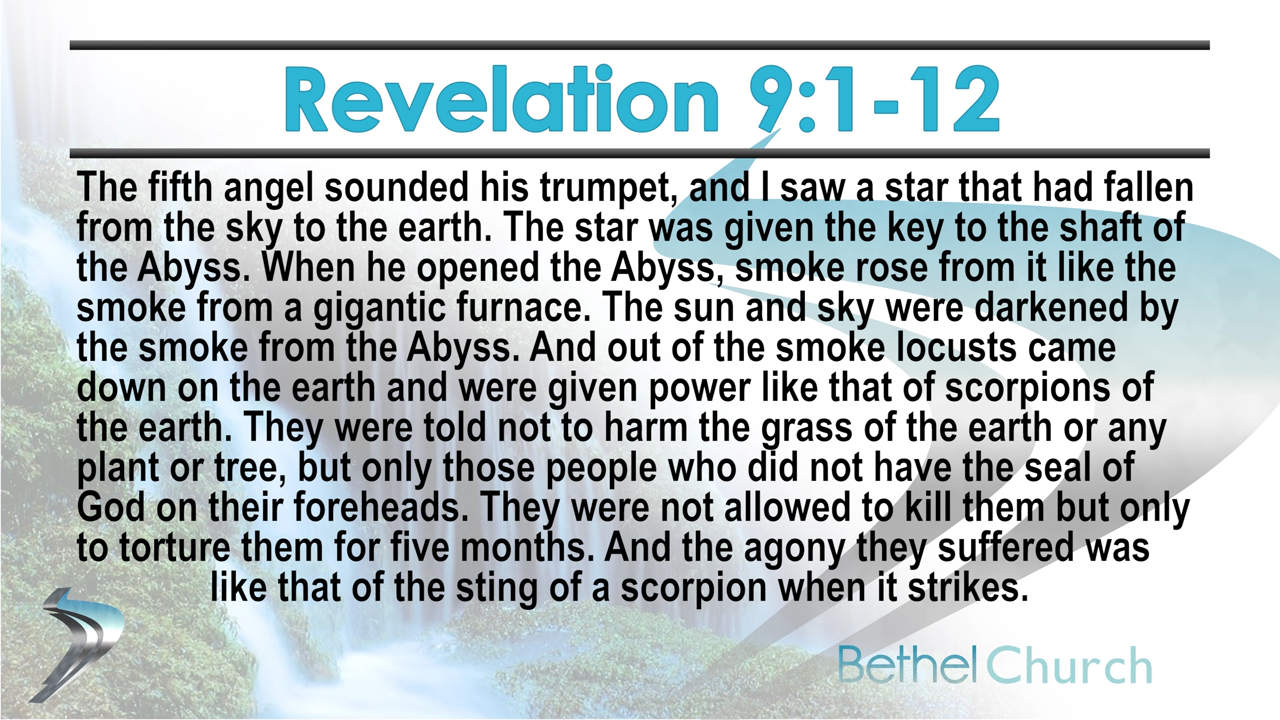 Revelation 9:1-12
The fifth angel sounded his trumpet, and I saw a star that had fallen
from the sky to the earth. The star was given the key to the shaft of
the Abyss. When he opened the Abyss, smoke rose from it like the
smoke from a gigantic furnace. The sun and sky were darkened by
the smoke from the Abyss. And out of the smoke locusts came
down on the earth and were given power like that of scorpions of
the earth. They were told not to harm the grass of the earth or any
plant or tree, but only those people who did not have the seal of
God on their foreheads. They were not allowed to kill them but only
to torture them for five months. And the agony they suffered was
like that of the sting of a scorpion when it strikes.
Bethel Church